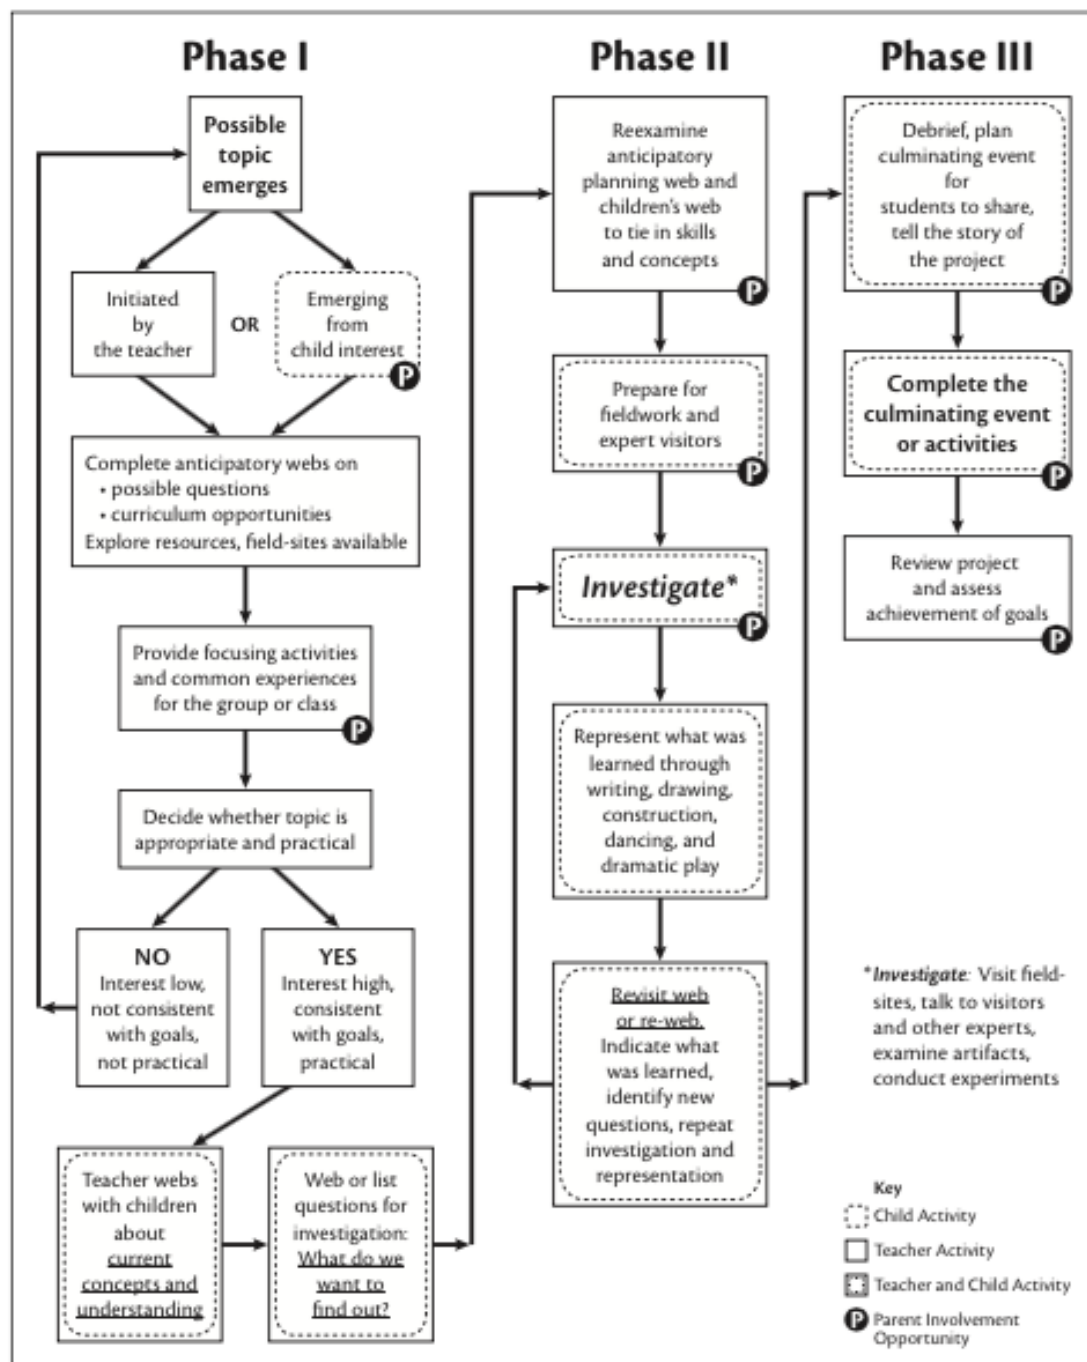 Phase I
Possible
topic
emerges
Initiated
by
the teacher
OR
Emerging
from
child interest
P
Complete anticipatory webs on
• possible questions
• curriculum opportunities
Explore resources, field-sites available
Provide focusing activities
and common experiences
for the group or class
P
Decide whether topic is
appropriate and practical
NO
Interest low,
not consistent
with goals,
not practical
YES
Interest high,
consistent
with goals,
practical
Teacher webs
with children
about
current
concepts and
understanding
Web or list
questions for
investigation:
What do we
want to
find out?
Phase II
Reexamine
anticipatory
planning web and
children's web
to tie in skills
and concepts
P
Prepare for
fieldwork and
expert visitors
P
Investigate*
P
Represent what was
learned through
writing, drawing,
construction,
dancing, and
dramatic play
Revisit web
or re-web.
Indicate what
was learned,
identify new
questions, repeat
investigation and
representation
Phase III
Debrief, plan
culminating event
for
students to share,
tell the story of
the project
P
Complete the
culminating event
or activities
P
Review project
and assess
achievement of goals
P
*Investigate: Visit field-
sites, talk to visitors
and other experts,
examine artifacts,
conduct experiments
Key
Child Activity
Teacher Activity
Teacher and Child Activity
P Parent Involvement
Opportunity